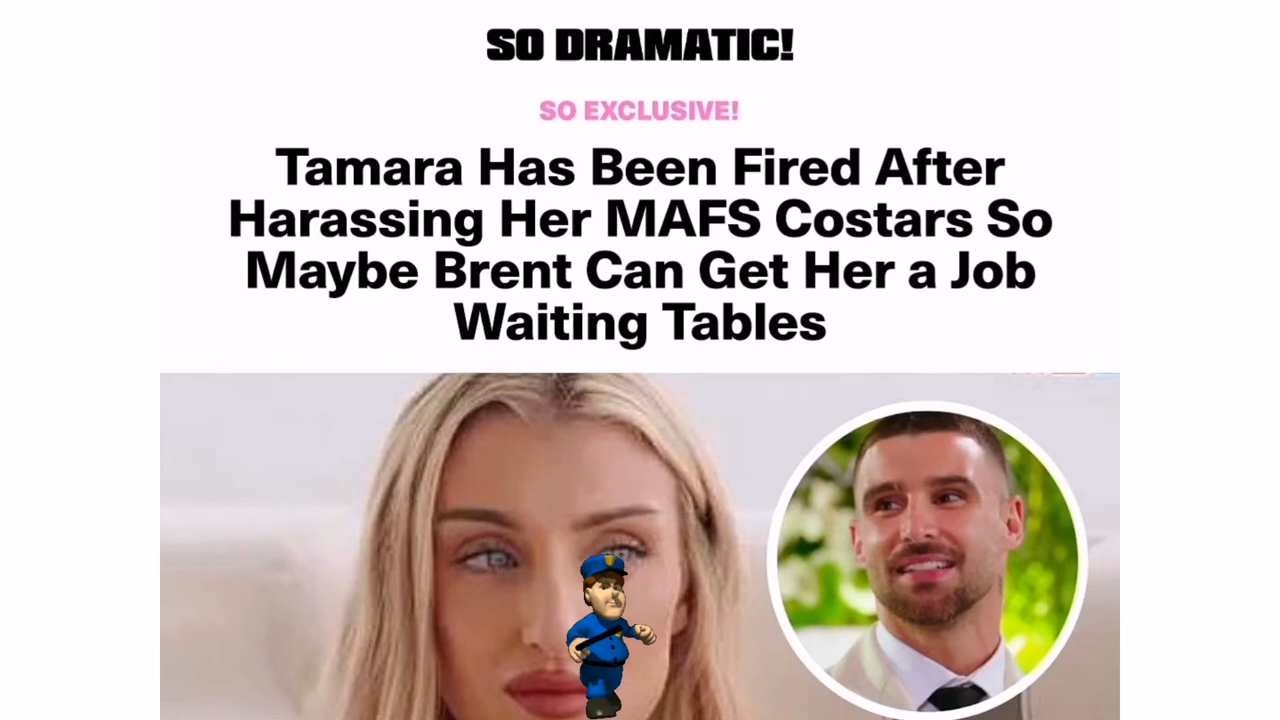 SO DRAMATIC!
SO EXCLUSIVE!
Tamara Has Been Fired After
Harassing Her MAFS Costars So
Maybe Brent Can Get Her a Job
Waiting Tables